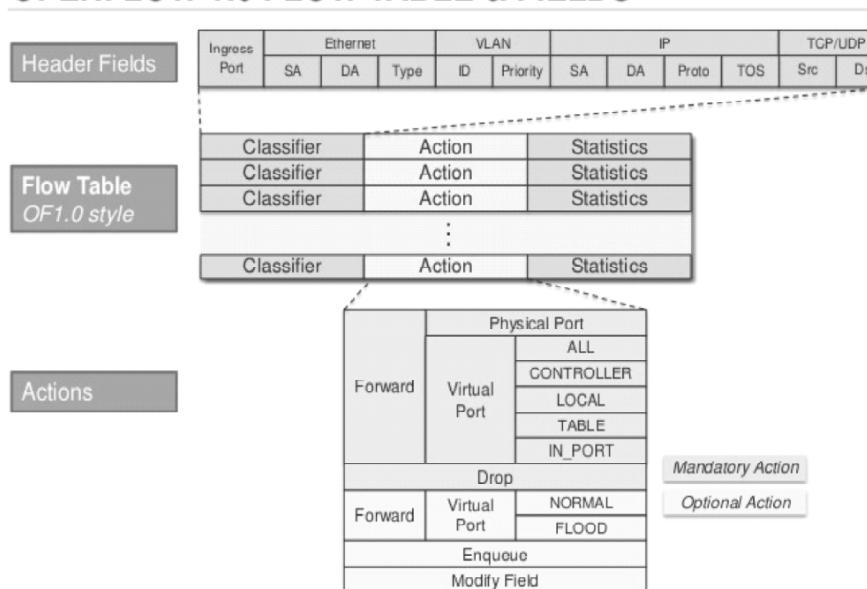 Header Fields
Ingress Port
Ethernet
VLAN
IP
TCP/UDP
SA
DA
Type
ID
Priority
SA
DA
Proto
TOS
Src
Flow Table
OF1.0 style
Classifier
Action
Statistics
Classifier
Action
Statistics
Classifier
Action
Statistics
Classifier
Action
Statistics
Actions
Forward
Physical Port
Virtual
Port
ALL
CONTROLLER
LOCAL
TABLE
IN_PORT
Drop
Forward
Virtual
Port
NORMAL
FLOOD
Enqueue
Modify Field
Mandatory Action
Optional Action